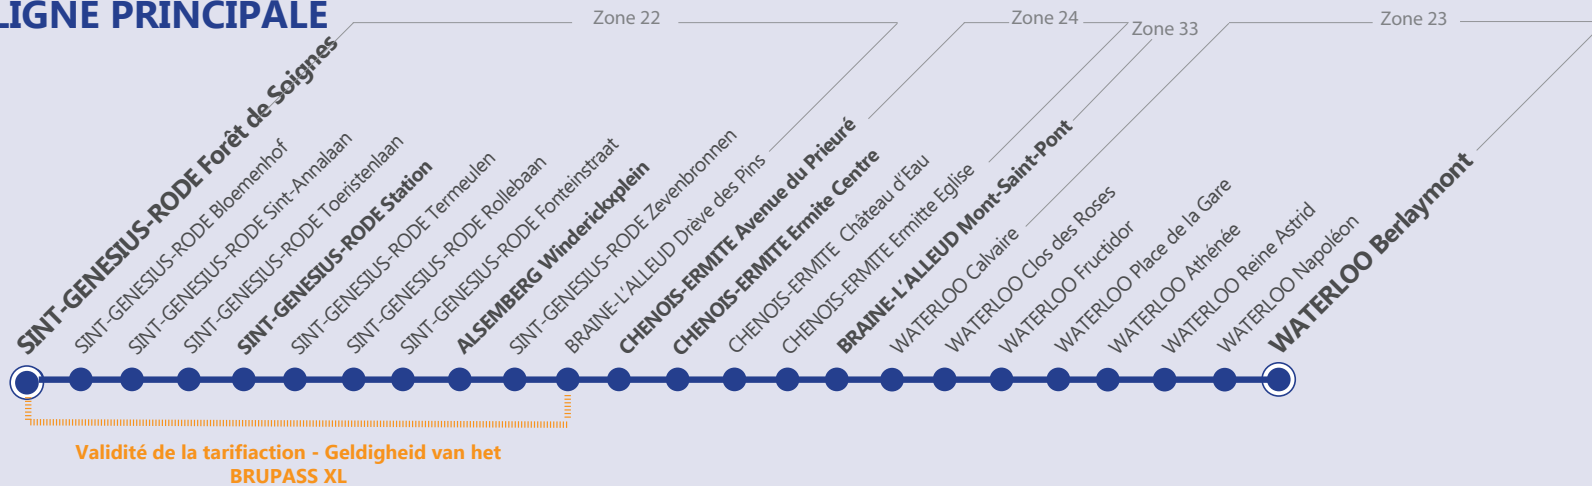 LIGNE PRINCIPALE
Zone 22
Zone 24
Zone 33
Zone 23
SINT-GENESIUS-RODE Forêt de Soignes
SINT-GENESIUS-RODE Bloemenhof
SINT-GENESIUS-RODE Sint-Annalaan
SINT-GENESIUS-RODE Toeristenlaan
SINT-GENESIUS-RODE Station
SINT-GENESIUS-RODE Termeulen
SINT-GENESIUS-RODE Rollebaan
SINT-GENESIUS-RODE Fonteinstraat
ALSEMBERG Winderickxplein
SINT-GENESIUS-RODE Zevenbronnen
BRAINE-L'ALLEUD Drève des Pins
CHENOIS-ERMITE Avenue du Prieuré
CHENOIS-ERMITE Ermite Centre
CHENOIS-ERMITE Château d'Eau
CHENOIS-ERMITE Ermitte Eglise
BRAINE-L'ALLEUD Mont-Saint-Pont
WATERLOO Calvaire
WATERLOO Clos des Roses
WATERLOO Fructidor
WATERLOO Place de la Gare
WATERLOO Athénée
WATERLOO Reine Astrid
WATERLOO Napoléon
WATERLOO Berlaymont
Validité de la tarifiaction - Geldigheid van het
BRUPASS XL